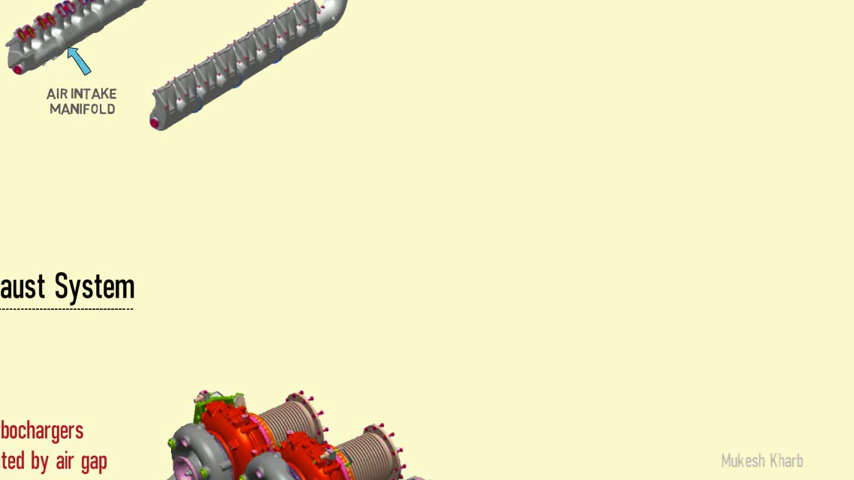 AIR INTAKE
MANIFOLD
aust System
bochargers
ted by air gap
Mukesh Kharb